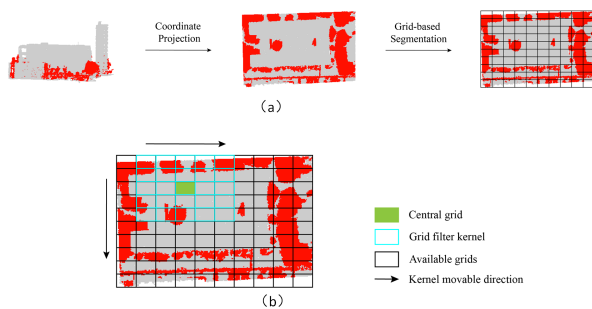 Coordinate
Projection
Grid-based
Segmentation
(a)
Central grid
Grid filter kernel
Available grids
Kernel movable direction
(b)